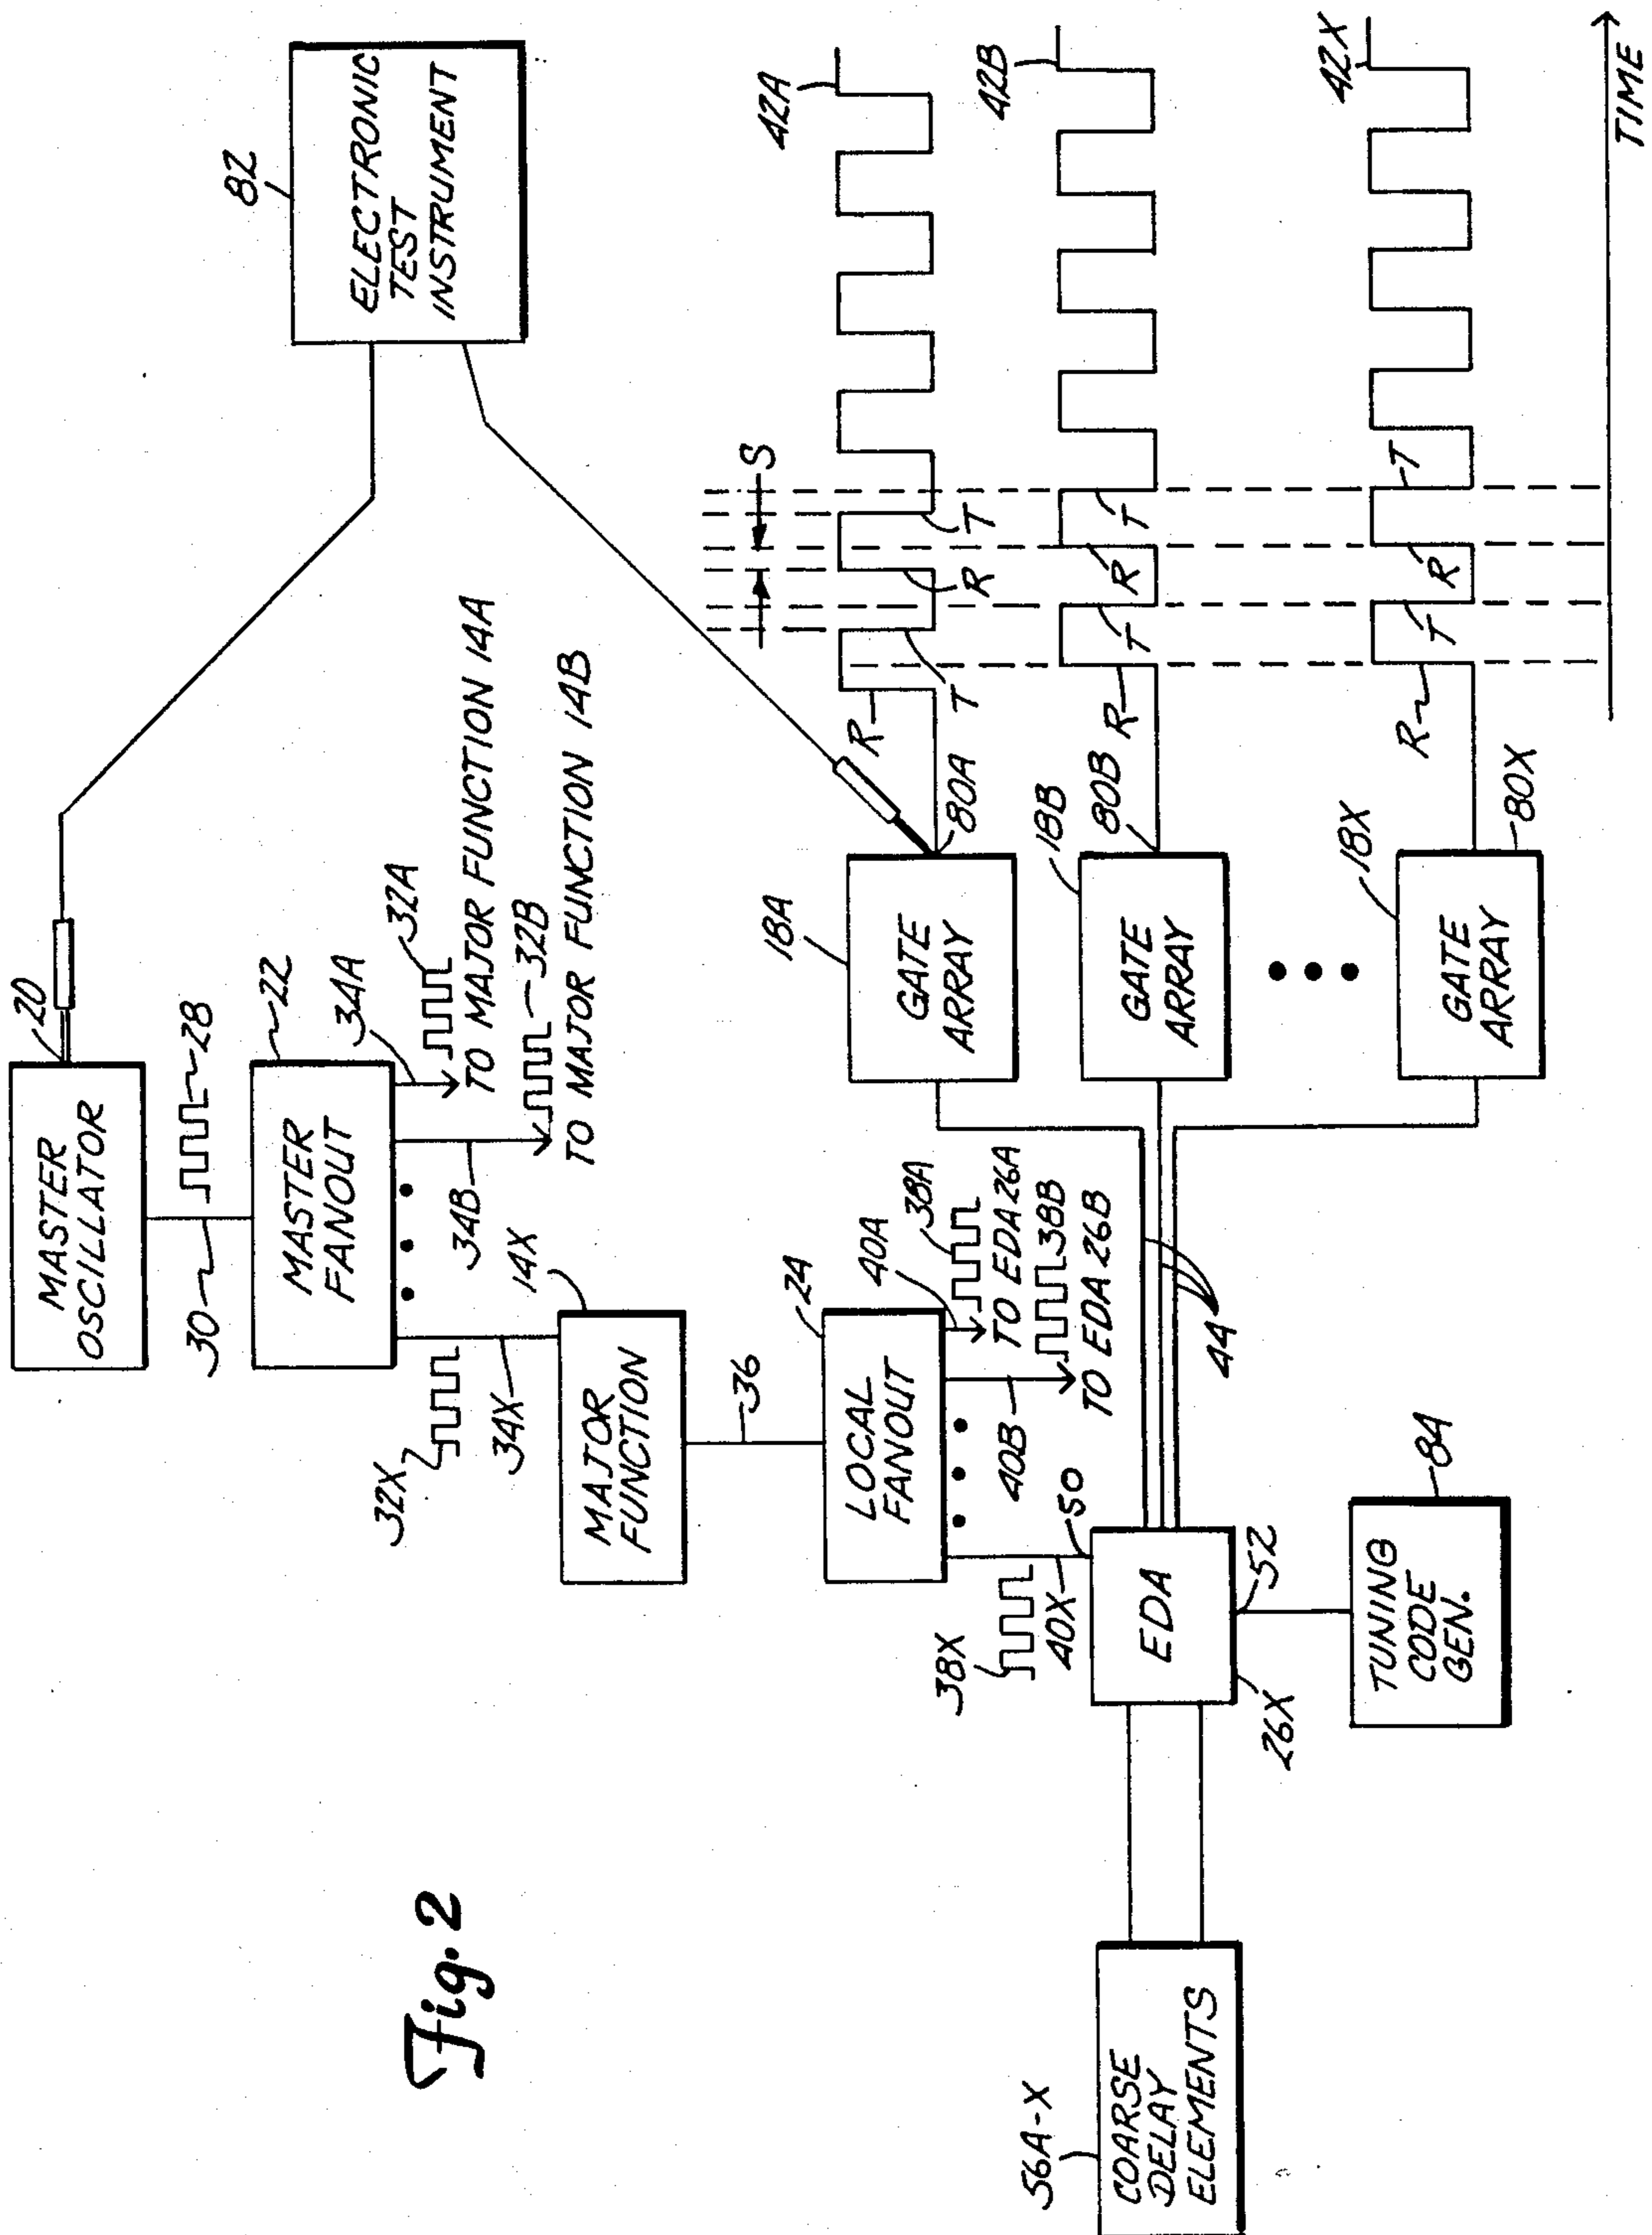 Fig. 2
MASTER
OSCILLATOR
20
30
28
MASTER
FANOUT
22
34A
32A
TO MAJOR FUNCTION 14A
34B
32B
TO MAJOR FUNCTION 14B
32X
34X
MAJOR
FUNCTION
14X
36
LOCAL
FANOUT
24
40A
38A
TO EDA 26A
40B
38B
TO EDA 26B
38X
40X
50
EDA
26X
52
44
TUNING
CODE
GEN.
84
56A-X
COARSE
DELAY
ELEMENTS
ELECTRONIC
TEST
INSTRUMENT
82
GATE
ARRAY
18A
80A
R
T
R
T
S
42A
GATE
ARRAY
18B
80B
R
T
R
T
42B
GATE
ARRAY
18X
80X
R
T
R
T
42X
TIME